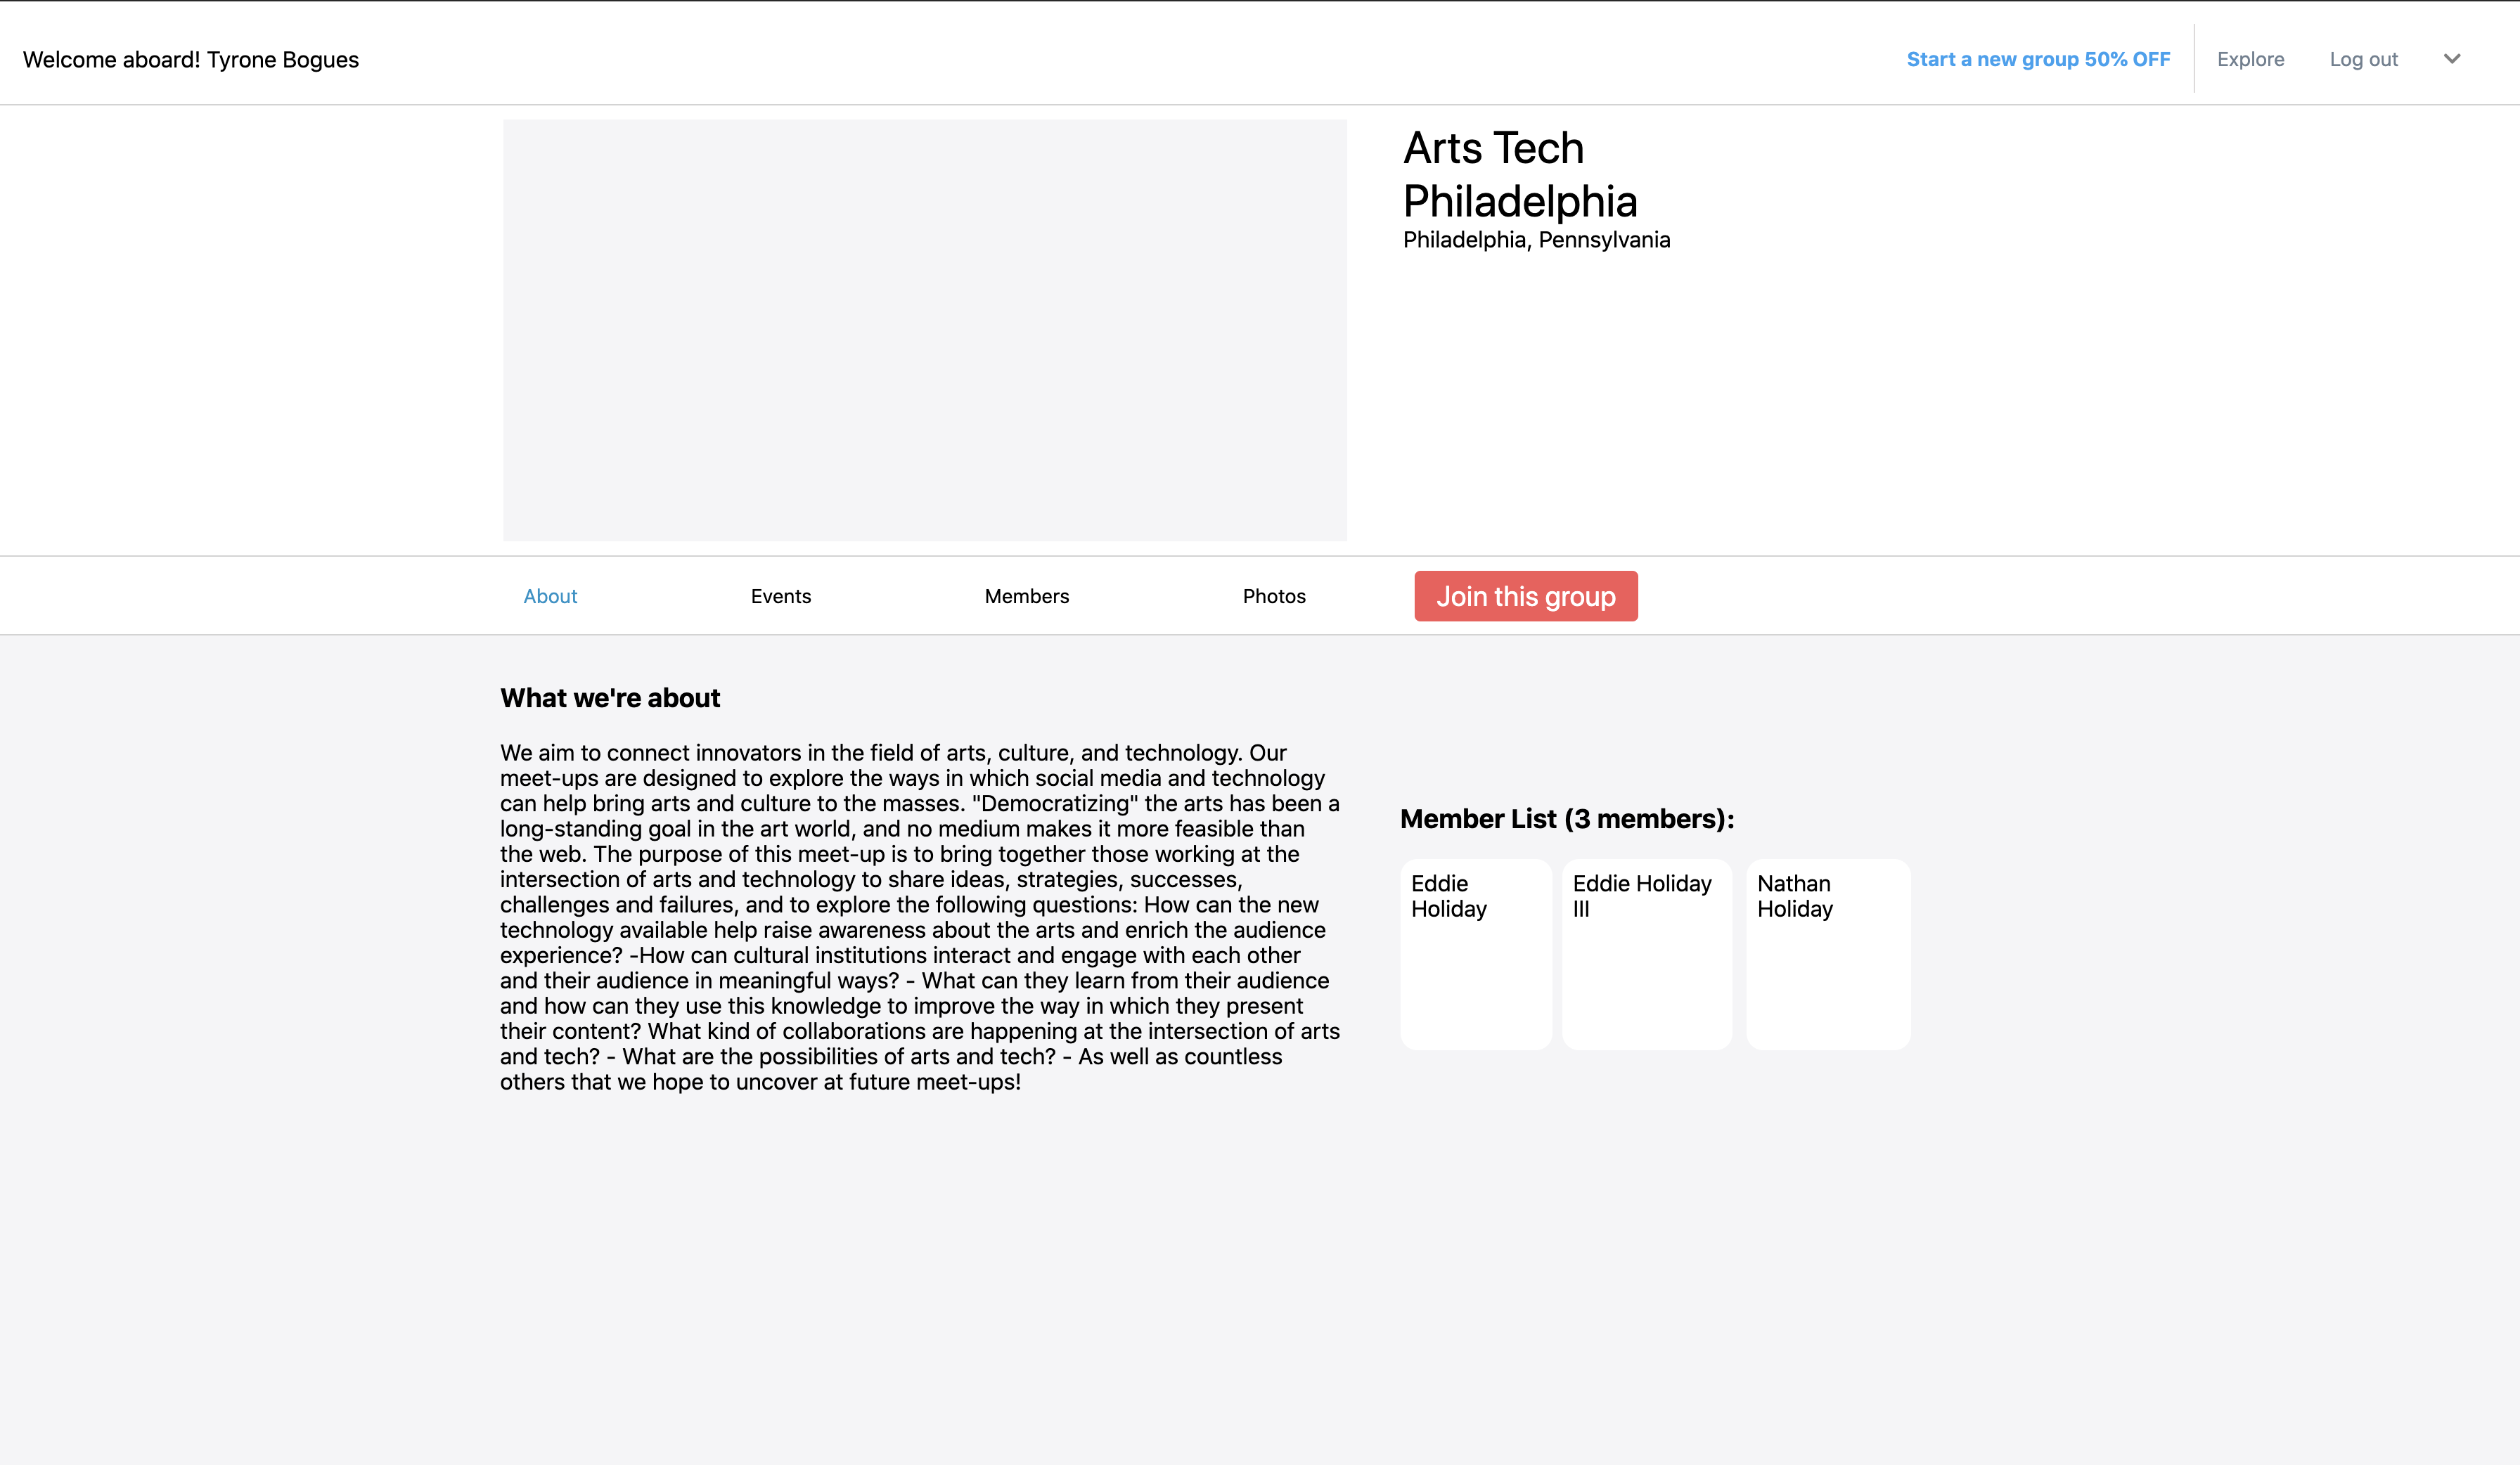 Welcome aboard! Tyrone Bogues
Start a new group 50% OFF
Explore
Log out
Arts Tech
Philadelphia
Philadelphia, Pennsylvania
About
Events
Members
Photos
Join this group
What we're about
We aim to connect innovators in the field of arts, culture, and technology. Our
meet-ups are designed to explore the ways in which social media and technology
can help bring arts and culture to the masses. "Democratizing" the arts has been a
long-standing goal in the art world, and no medium makes it more feasible than
the web. The purpose of this meet-up is to bring together those working at the
intersection of arts and technology to share ideas, strategies, successes,
challenges and failures, and to explore the following questions: How can the new
technology available help raise awareness about the arts and enrich the audience
experience? -How can cultural institutions interact and engage with each other
and their audience in meaningful ways? - What can they learn from their audience
and how can they use this knowledge to improve the way in which they present
their content? What kind of collaborations are happening at the intersection of arts
and tech? - What are the possibilities of arts and tech? - As well as countless
others that we hope to uncover at future meet-ups!
Member List (3 members):
Eddie
Holiday
Eddie Holiday
III
Nathan
Holiday